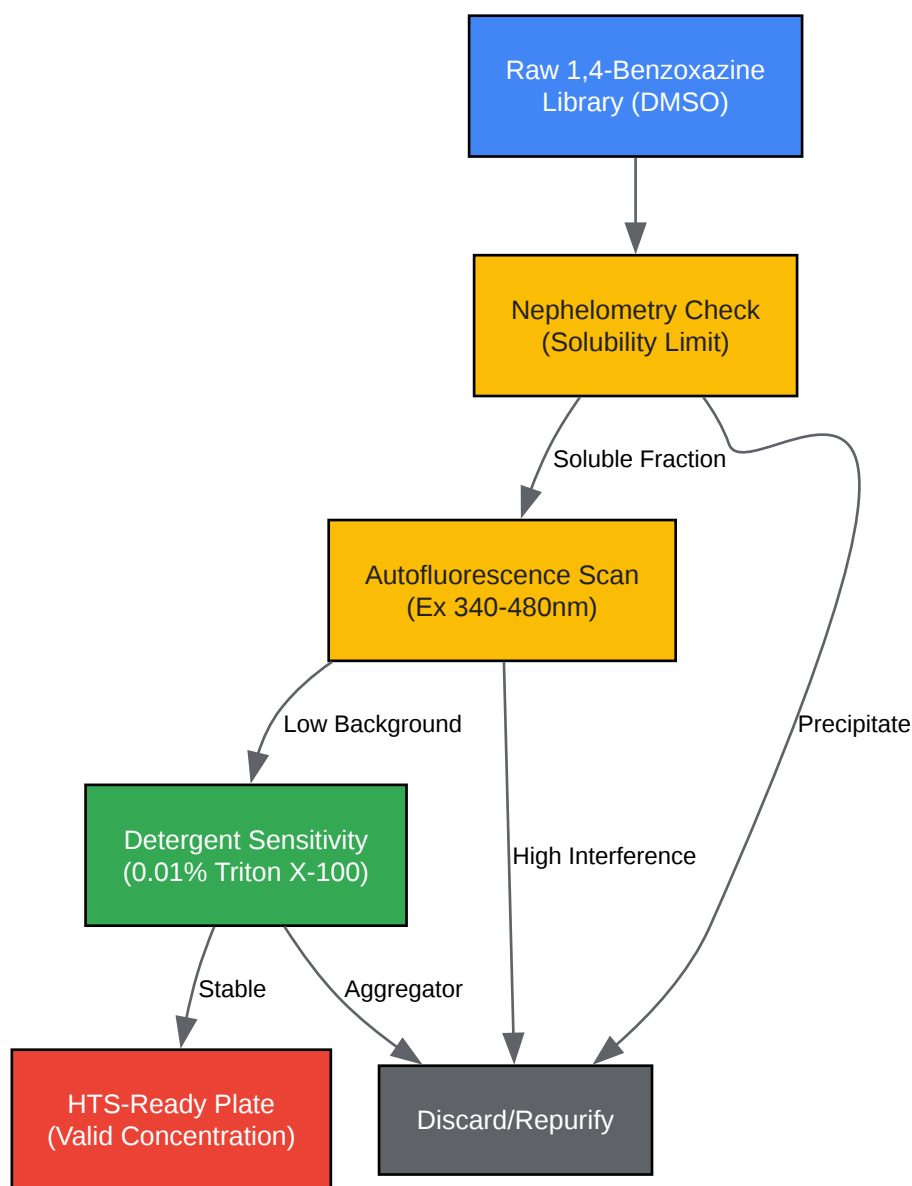 Raw 1,4-Benzoxazine
Library (DMSO)
Nephelometry Check
(Solubility Limit)
Soluble Fraction
Autofluorescence Scan
(Ex 340-480nm)
Low Background
Precipitate
Detergent Sensitivity
(0.01% Triton X-100)
High Interference
Stable
Aggregator
HTS-Ready Plate
(Valid Concentration)
Discard/Repurify